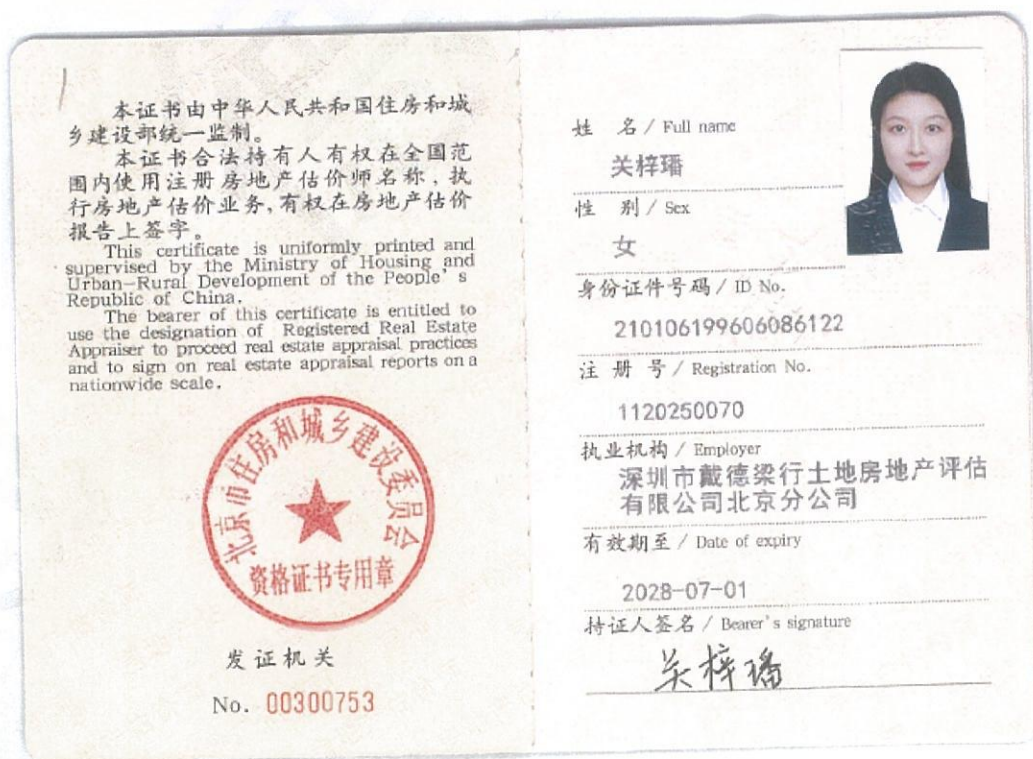 本证书由中华人民共和国住房和城
乡建设部统一监制。
本证书合法持有人有权在全国范
围内使用注册房地产估价师名称，执
行房地产估价业务，有权在房地产估价
报告上签字。
This certificate is uniformly printed and
supervised by the Ministry of Housing and
Urban-Rural Development of the People's
Republic of China.
The bearer of this certificate is entitled to
use the designation of Registered Real Estate
Appraiser to proceed real estate appraisal practices
and to sign on real estate appraisal reports on a
nationwide scale.
北京市住房和城乡建设委员会
资格证书专用章
发证机关
No. 00300753
姓 名 / Full name
关梓璠
性 别 / Sex
女
身份证件号码 / ID No.
210106199606086122
注 册 号 / Registration No.
1120250070
执业机构 / Employer
深圳市戴德梁行土地房地产评估
有限公司北京分公司
有效期至 / Date of expiry
2028-07-01
持证人签名 / Bearer's signature
关梓璠